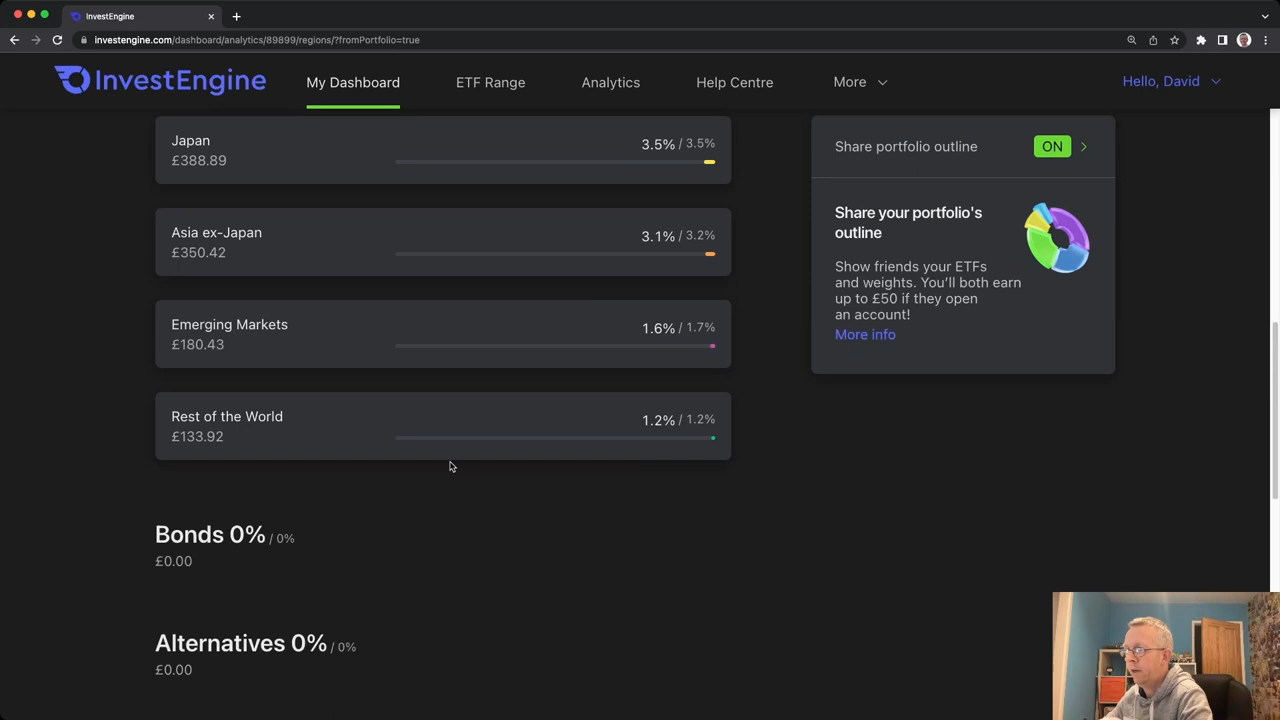 InvestEngine
investengine.com/dashboard/analytics/89899/regions/?fromPortfolio=true
InvestEngine
My Dashboard
ETF Range
Analytics
Help Centre
More
Hello, David
Japan
£388.89
3.5% / 3.5%
Asia ex-Japan
£350.42
3.1% / 3.2%
Emerging Markets
£180.43
1.6% / 1.7%
Rest of the World
£133.92
1.2% / 1.2%
Bonds 0% / 0%
£0.00
Alternatives 0% / 0%
£0.00
Share portfolio outline
ON
Share your portfolio's
outline
Show friends your ETFs
and weights. You'll both earn
up to £50 if they open
an account!
More info